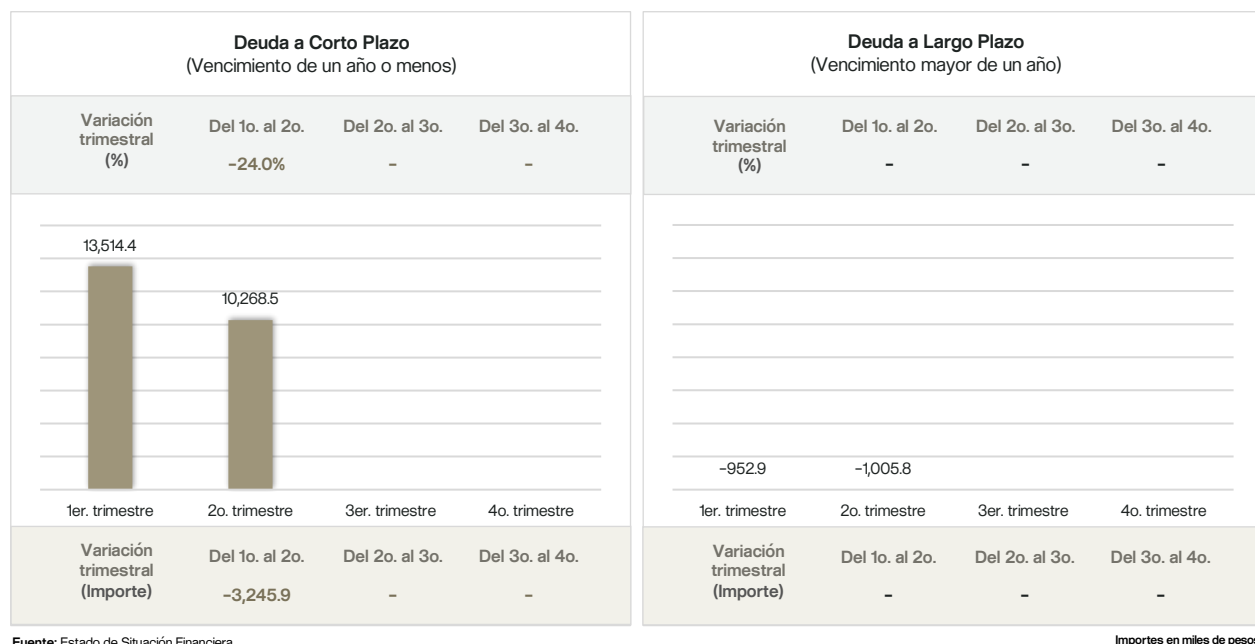 Deuda a Corto Plazo
(Vencimiento de un año o menos)
Variación trimestral (%)
Del 1o. al 2o.
Del 2o. al 3o.
Del 3o. al 4o.
-24.0%
-
-
13,514.4
10,268.5
1er. trimestre
2o. trimestre
3er. trimestre
4o. trimestre
Variación trimestral (Importe)
Del 1o. al 2o.
Del 2o. al 3o.
Del 3o. al 4o.
-3,245.9
-
-
Deuda a Largo Plazo
(Vencimiento mayor de un año)
Variación trimestral (%)
Del 1o. al 2o.
Del 2o. al 3o.
Del 3o. al 4o.
-
-
-
-952.9
-1,005.8
1er. trimestre
2o. trimestre
3er. trimestre
4o. trimestre
Variación trimestral (Importe)
Del 1o. al 2o.
Del 2o. al 3o.
Del 3o. al 4o.
-
-
-
Fuente: Estado de Situación Financiera
Importes en miles de pesos